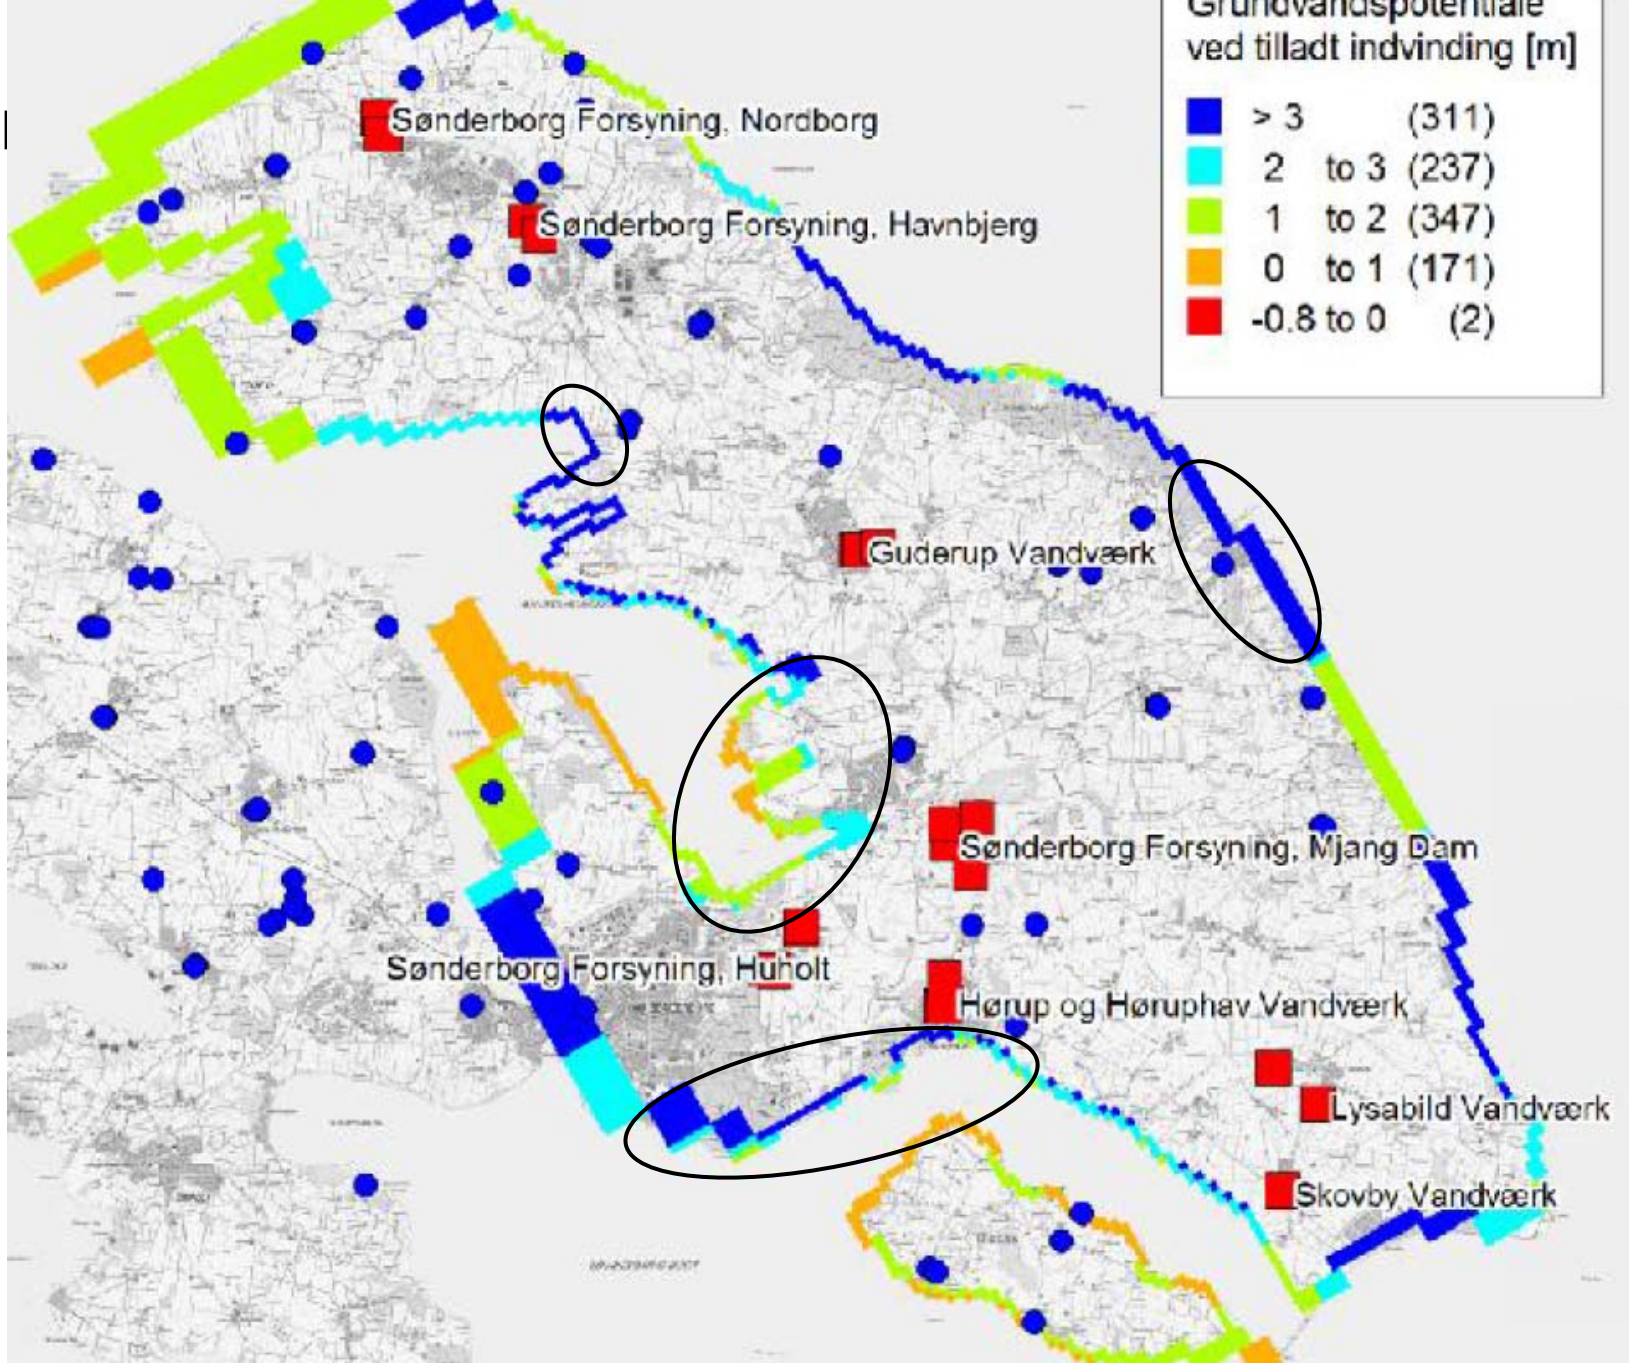 Grundvandspotentiale
ved tilladt indvinding [m]
> 3 (311)
2 to 3 (237)
1 to 2 (347)
0 to 1 (171)
-0.8 to 0 (2)
Sønderborg Forsyning, Nordborg
Sønderborg Forsyning, Havnbjerg
Guderup Vandværk
Sønderborg Forsyning, Mjang Dam
Sønderborg Forsyning, Huholt
Hørup og Høruphav Vandværk
Lysabild Vandværk
Skovby Vandværk